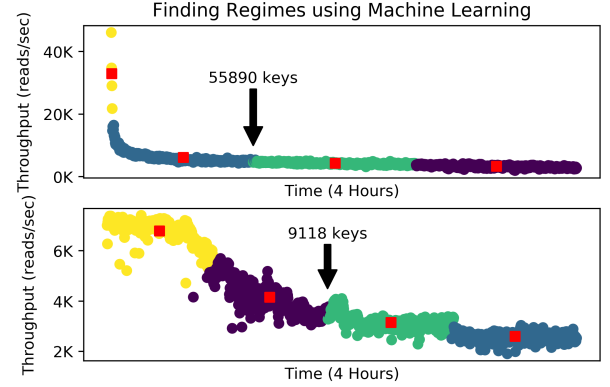 Finding Regimes using Machine Learning
Throughput (reads/sec)
40K
20K
0K
55890 keys
Time (4 Hours)
Throughput (reads/sec)
6K
4K
2K
9118 keys
Time (4 Hours)